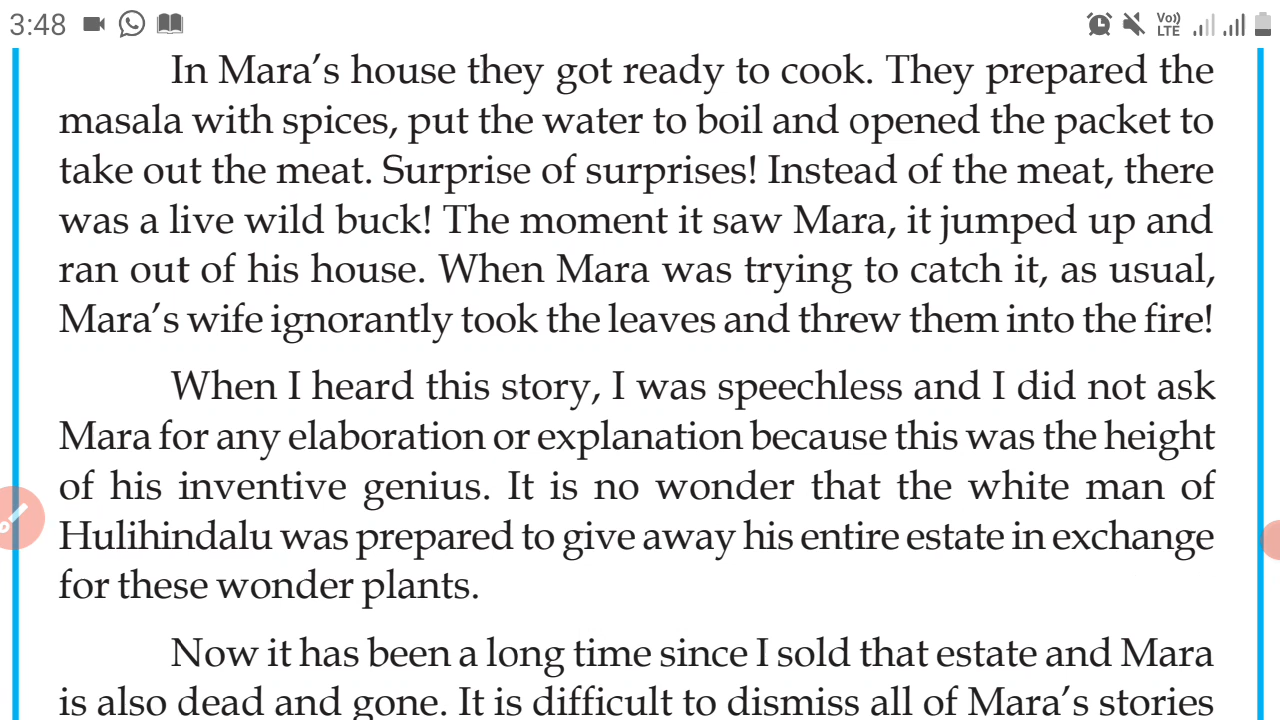 3:48
Vo))
LTE
In Mara’s house they got ready to cook. They prepared the
masala with spices, put the water to boil and opened the packet to
take out the meat. Surprise of surprises! Instead of the meat, there
was a live wild buck! The moment it saw Mara, it jumped up and
ran out of his house. When Mara was trying to catch it, as usual,
Mara’s wife ignorantly took the leaves and threw them into the fire!
When I heard this story, I was speechless and I did not ask
Mara for any elaboration or explanation because this was the height
of his inventive genius. It is no wonder that the white man of
Hulihindalu was prepared to give away his entire estate in exchange
for these wonder plants.
Now it has been a long time since I sold that estate and Mara
is also dead and gone. It is difficult to dismiss all of Mara’s stories